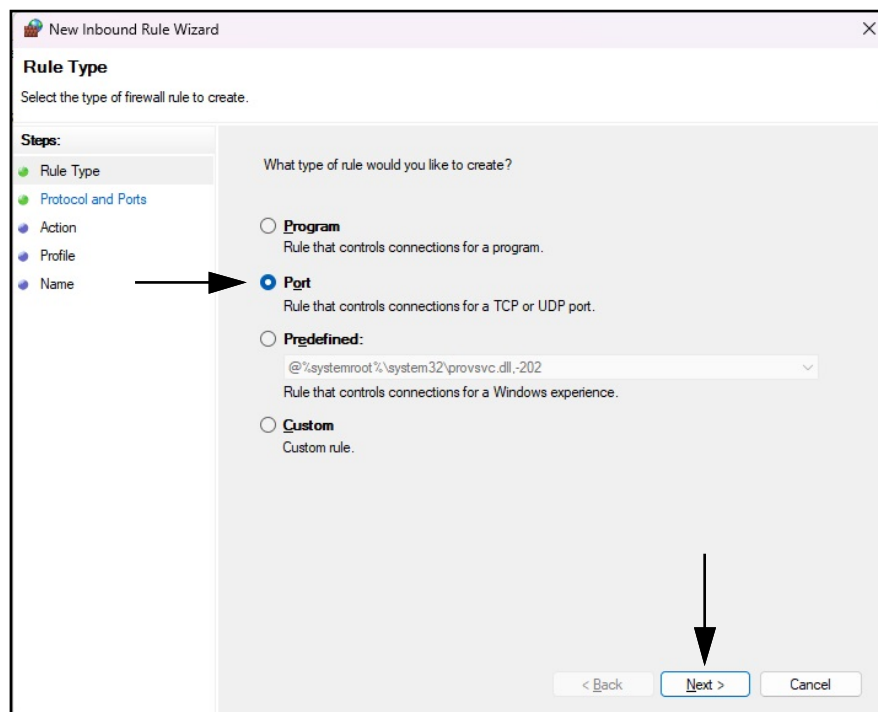 New Inbound Rule Wizard
Rule Type
Select the type of firewall rule to create.
Steps:
Rule Type
Protocol and Ports
Action
Profile
Name
What type of rule would you like to create?
Program
Rule that controls connections for a program.
Port
Rule that controls connections for a TCP or UDP port.
Predefined:
@%systemroot%\system32\provsvc.dll,-202
Rule that controls connections for a Windows experience.
Custom
Custom rule.
< Back
Next >
Cancel